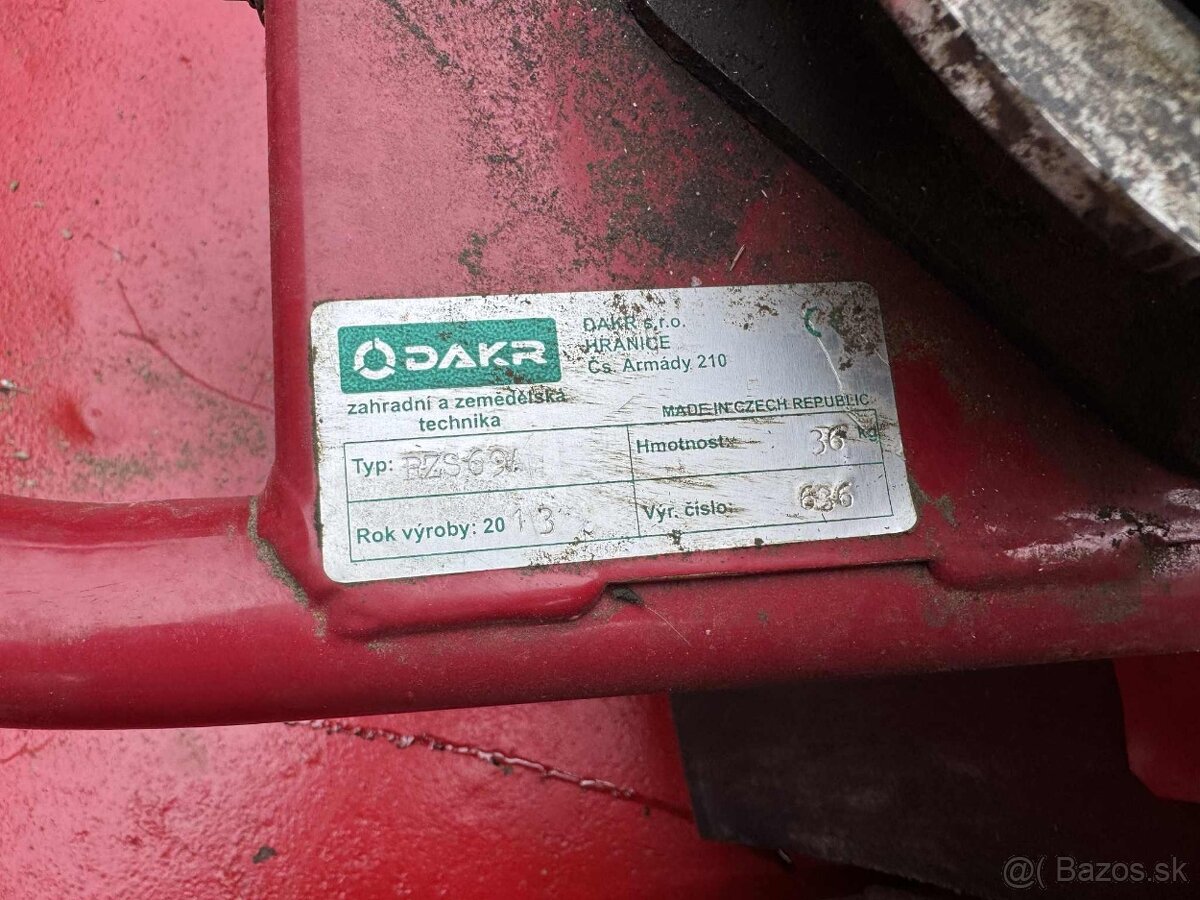 DAKR
DAKR s.r.o.
HRANICE
Čs. Armády 210
zahradní a zemědělská
technika
MADE IN CZECH REPUBLIC
Typ: RZS69
Hmotnost: 36 kg
Rok výroby: 2013
Výr. číslo: 636
@( Bazos.sk